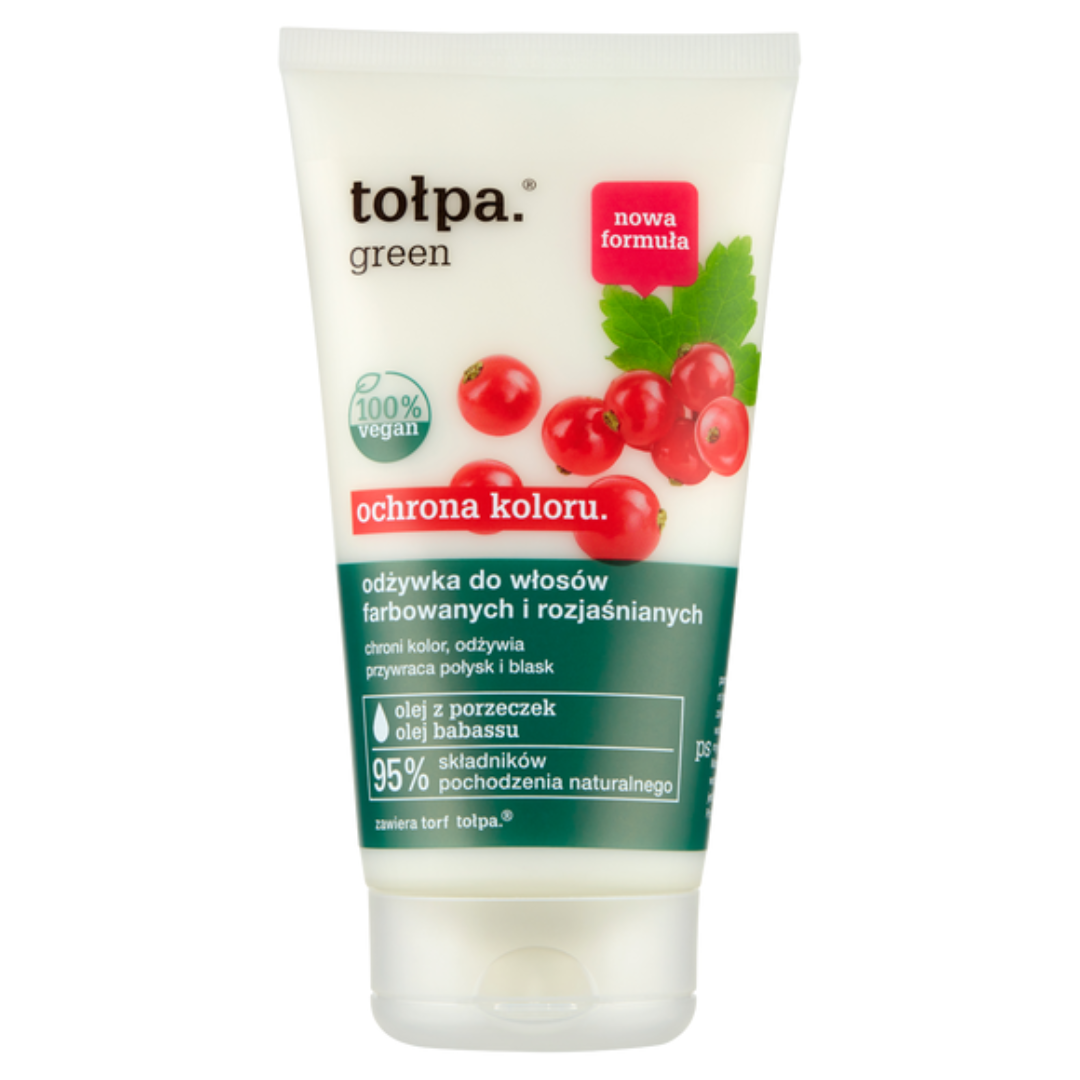 tołpa.®
green
nowa
formuła
100%
vegan
ochrona koloru.
odżywka do włosów
farbowanych i rozjaśnianych
chroni kolor, odżywia
przywraca połysk i blask
olej z porzeczek
olej babassu
95% składników
pochodzenia naturalnego
zawiera torf tołpa.®